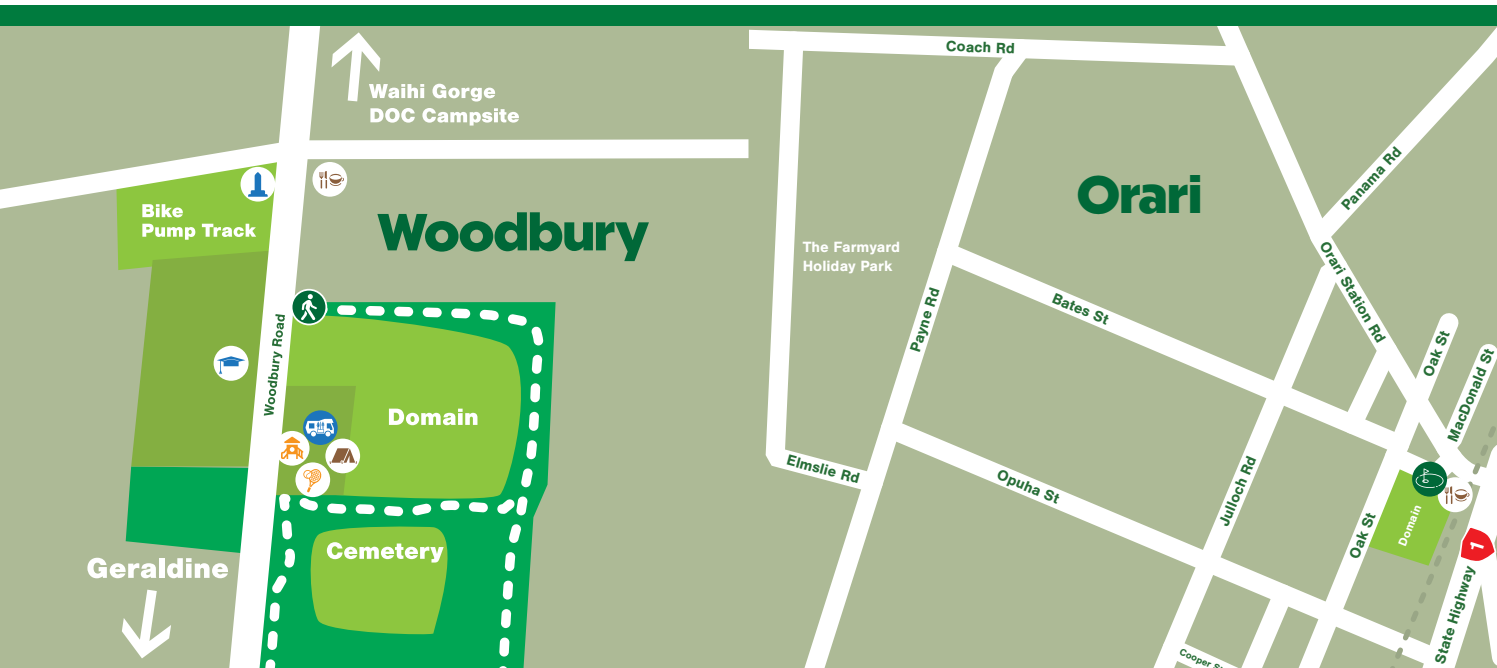 Waihi Gorge
DOC Campsite
Bike
Pump Track
Woodbury
Woodbury Road
Domain
Cemetery
Geraldine
Coach Rd
Orari
Panama Rd
The Farmyard
Holiday Park
Payne Rd
Bates St
Orari Station Rd
Oak St
MacDonald St
Elmslie Rd
Opuha St
Julloch Rd
Oak St
Domain
1
State Highway
Cooper